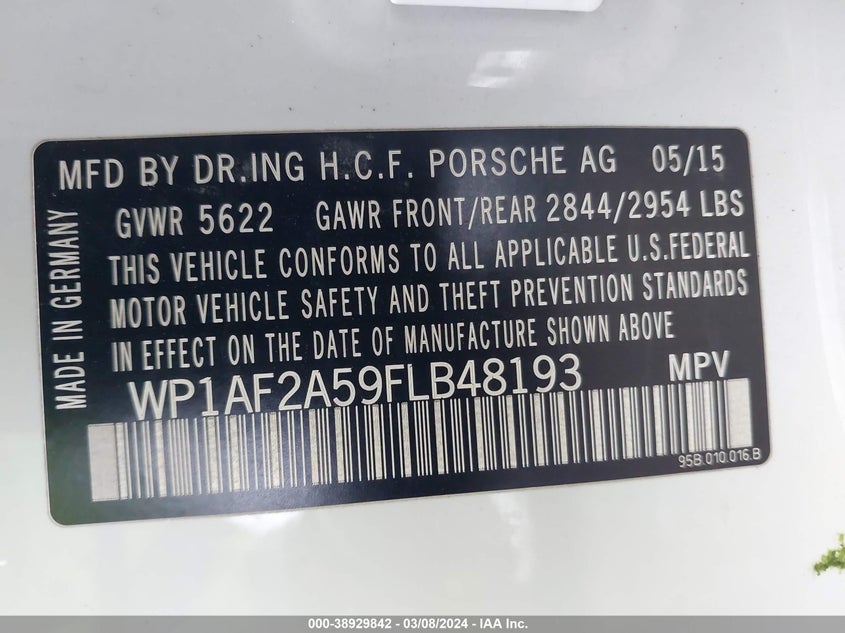 MFD BY DR.ING H.C.F. PORSCHE AG 05/15
GVWR 5622 GAWR FRONT/REAR 2844/2954 LBS
THIS VEHICLE CONFORMS TO ALL APPLICABLE U.S.FEDERAL
MOTOR VEHICLE SAFETY AND THEFT PREVENTION STANDARDS
IN EFFECT ON THE DATE OF MANUFACTURE SHOWN ABOVE
WP1AF2A59FLB48193 MPV
MADE IN GERMANY
95B.010.016.B
000-38929842 - 03/08/2024 - IAA Inc.